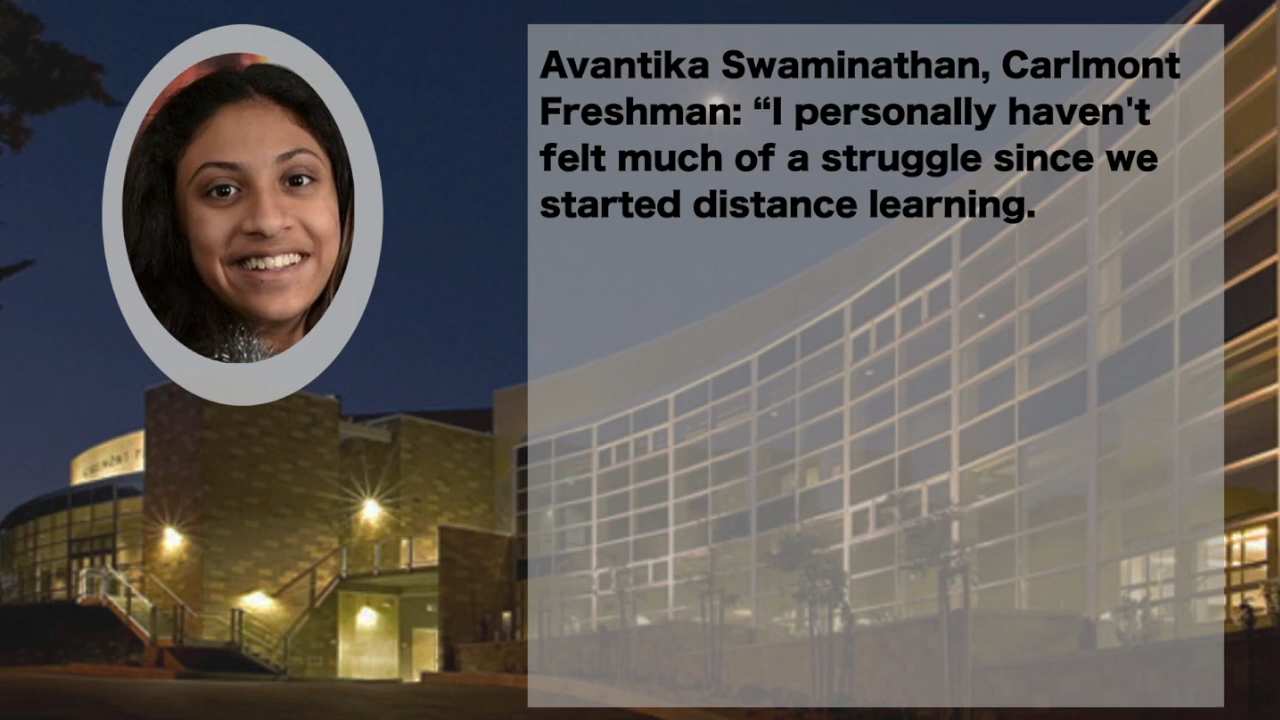 Avantika Swaminathan, Carlmont
Freshman: “I personally haven't
felt much of a struggle since we
started distance learning.